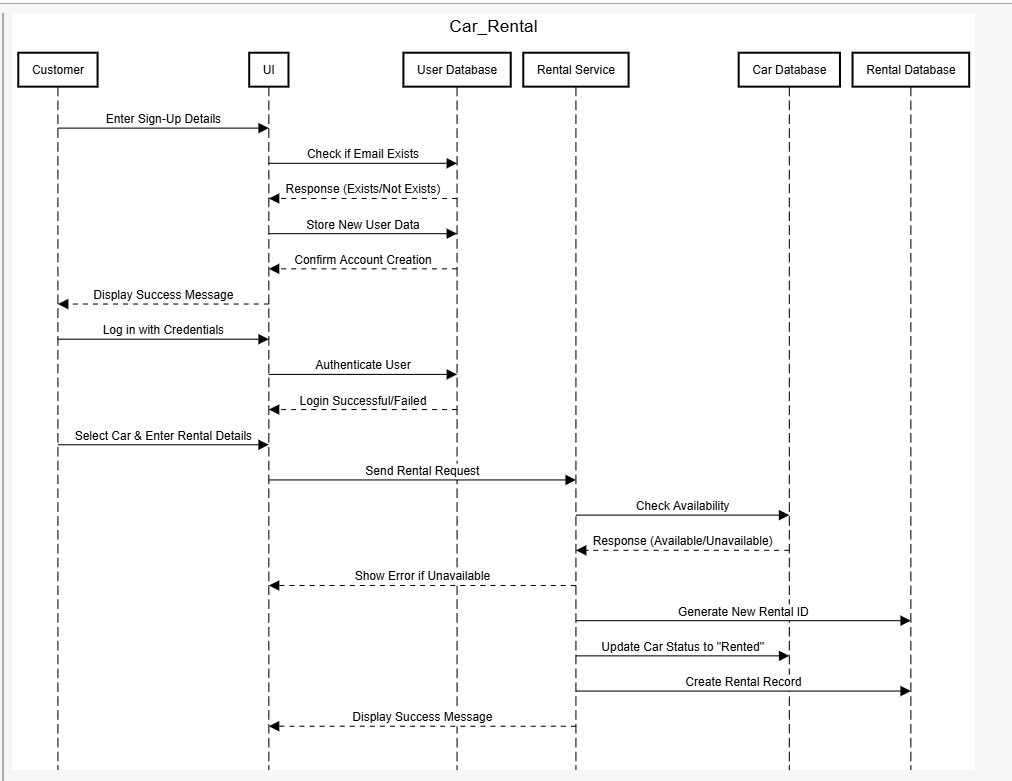 Car_Rental
Customer
UI
User Database
Rental Service
Car Database
Rental Database
Enter Sign-Up Details
Check if Email Exists
Response (Exists/Not Exists)
Store New User Data
Confirm Account Creation
Display Success Message
Log in with Credentials
Authenticate User
Login Successful/Failed
Select Car & Enter Rental Details
Send Rental Request
Check Availability
Response (Available/Unavailable)
Show Error if Unavailable
Generate New Rental ID
Update Car Status to "Rented"
Create Rental Record
Display Success Message